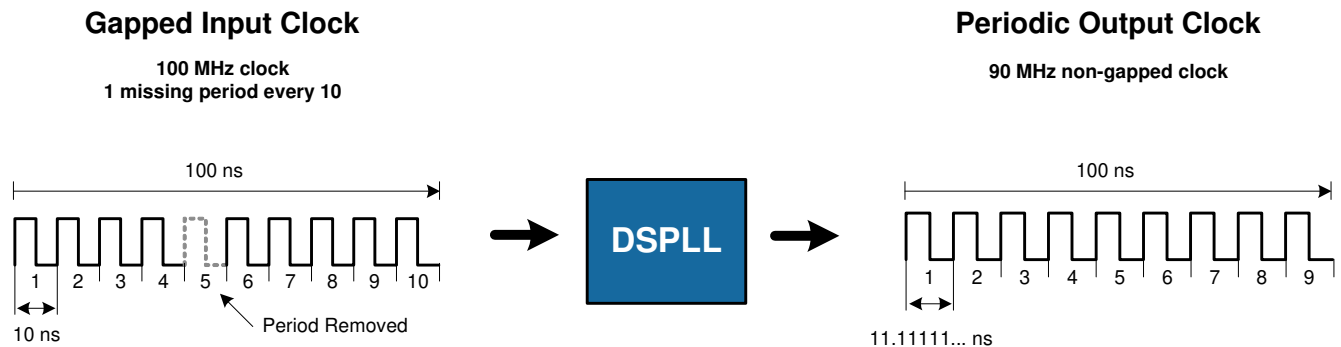 Gapped Input Clock
100 MHz clock
1 missing period every 10
100 ns
1 2 3 4 5 6 7 8 9 10
10 ns
Period Removed
DSPLL
Periodic Output Clock
90 MHz non-gapped clock
100 ns
1 2 3 4 5 6 7 8 9
11.11111... ns